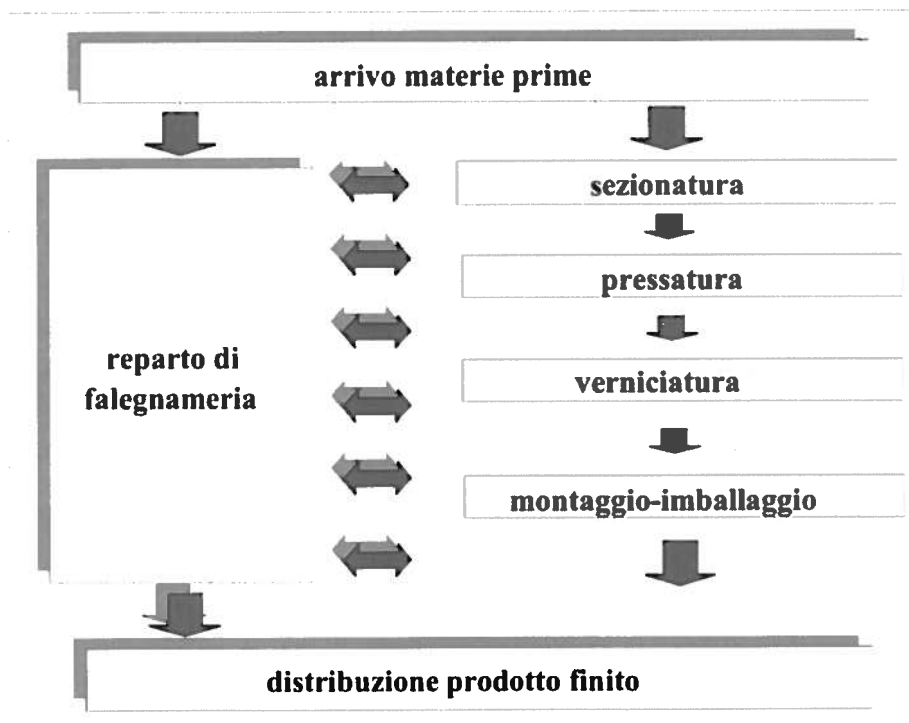 arrivo materie prime
sezionatura
pressatura
reparto di
falegnameria
verniciatura
montaggio-imballaggio
distribuzione prodotto finito